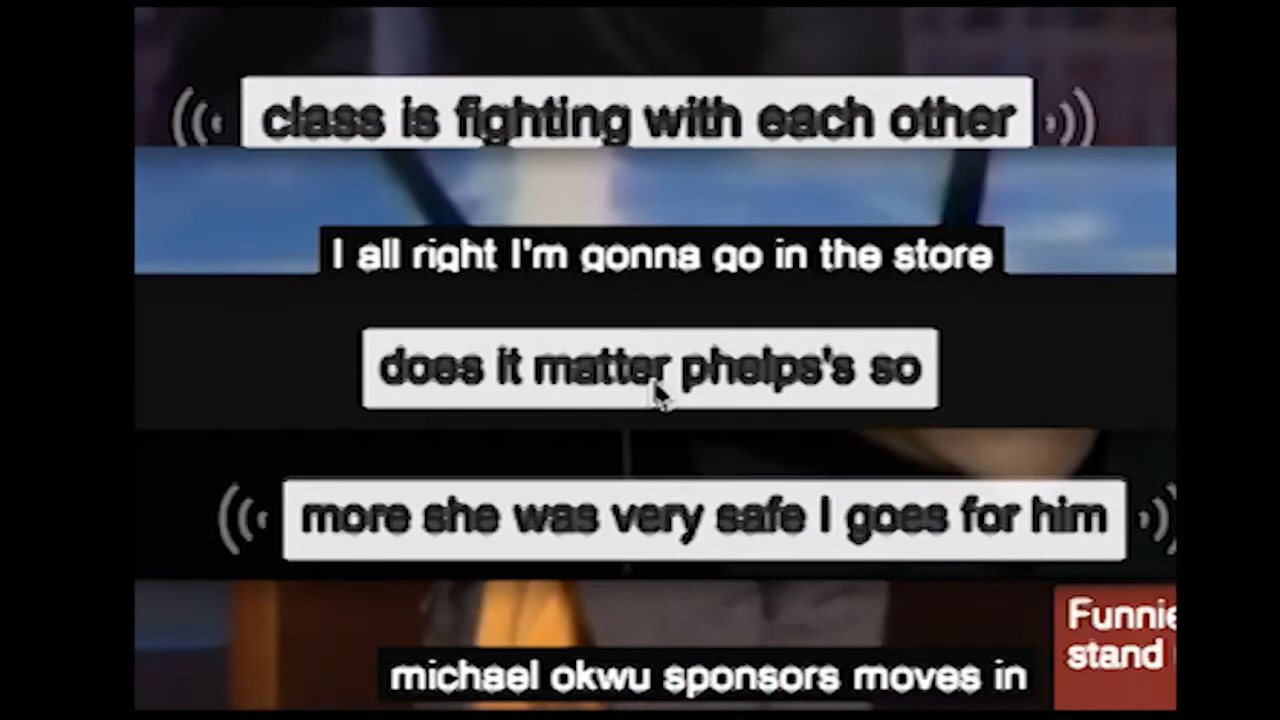 class is fighting with each other
I all right I'm gonna go in the store
does it matter phelps's so
more she was very safe I goes for him
Funnie
stand
michael okwu sponsors moves in